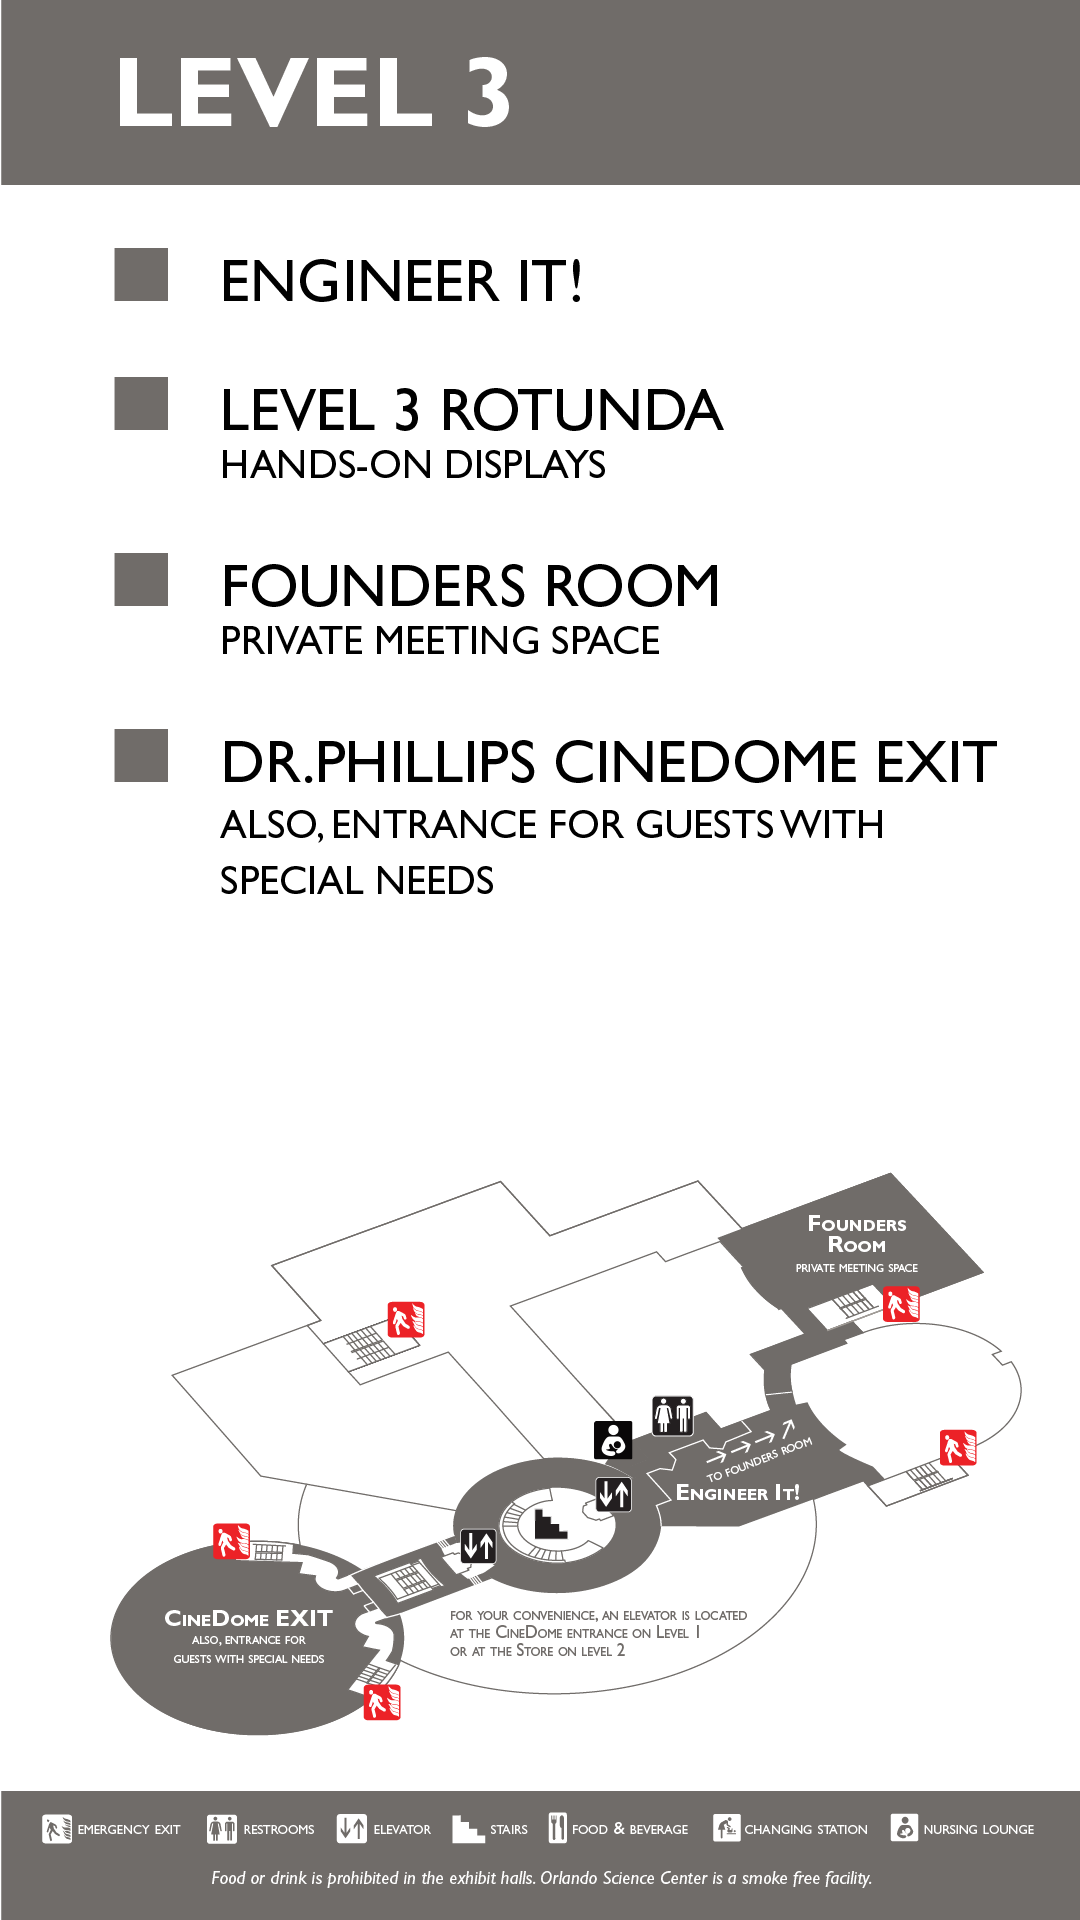 LEVEL 3
ENGINEER IT!
LEVEL 3 ROTUNDA
HANDS-ON DISPLAYS
FOUNDERS ROOM
PRIVATE MEETING SPACE
DR.PHILLIPS CINEDOME EXIT
ALSO, ENTRANCE FOR GUESTS WITH
SPECIAL NEEDS
FOUNDERS
ROOM
PRIVATE MEETING SPACE
TO FOUNDERS ROOM
ENGINEER IT!
CINEDOME EXIT
ALSO, ENTRANCE FOR
GUESTS WITH SPECIAL NEEDS
FOR YOUR CONVENIENCE, AN ELEVATOR IS LOCATED
AT THE CINEDOME ENTRANCE ON LEVEL 1
OR AT THE STORE ON LEVEL 2
EMERGENCY EXIT RESTROOMS ELEVATOR STAIRS FOOD & BEVERAGE CHANGING STATION NURSING LOUNGE
Food or drink is prohibited in the exhibit halls. Orlando Science Center is a smoke free facility.